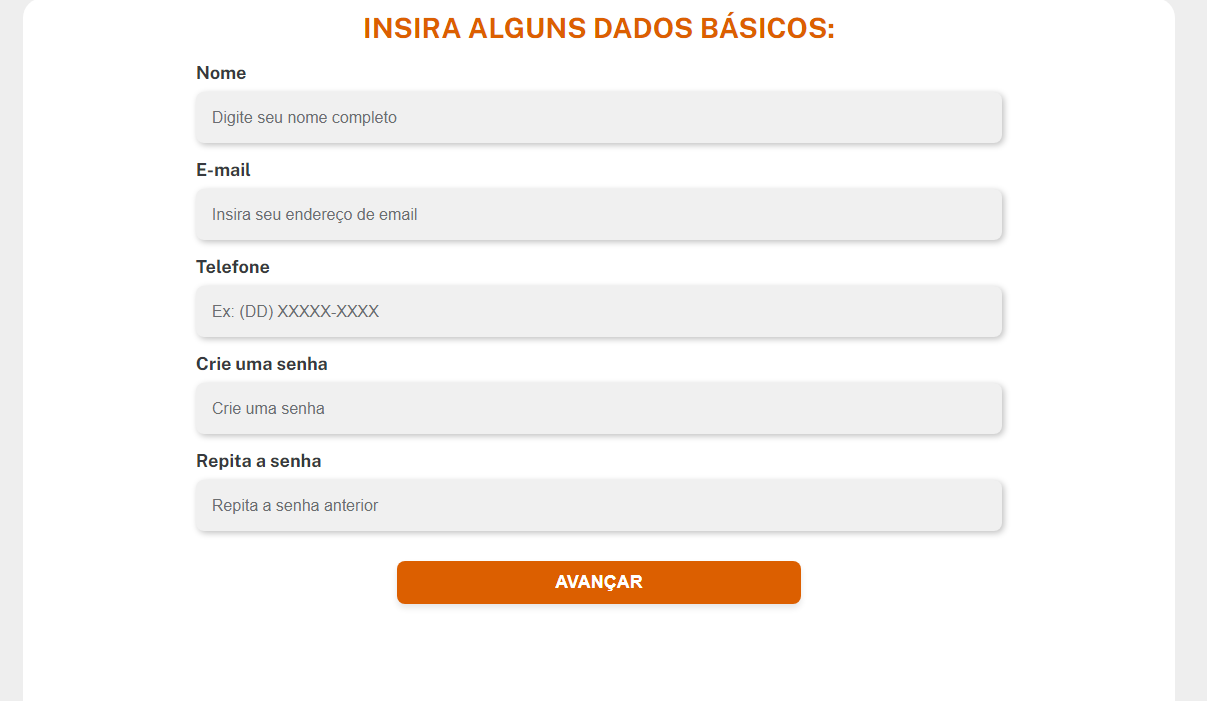 INSIRA ALGUNS DADOS BÁSICOS:
Nome
Digite seu nome completo
E-mail
Insira seu endereço de email
Telefone
Ex: (DD) XXXXX-XXXX
Crie uma senha
Crie uma senha
Repita a senha
Repita a senha anterior
AVANÇAR